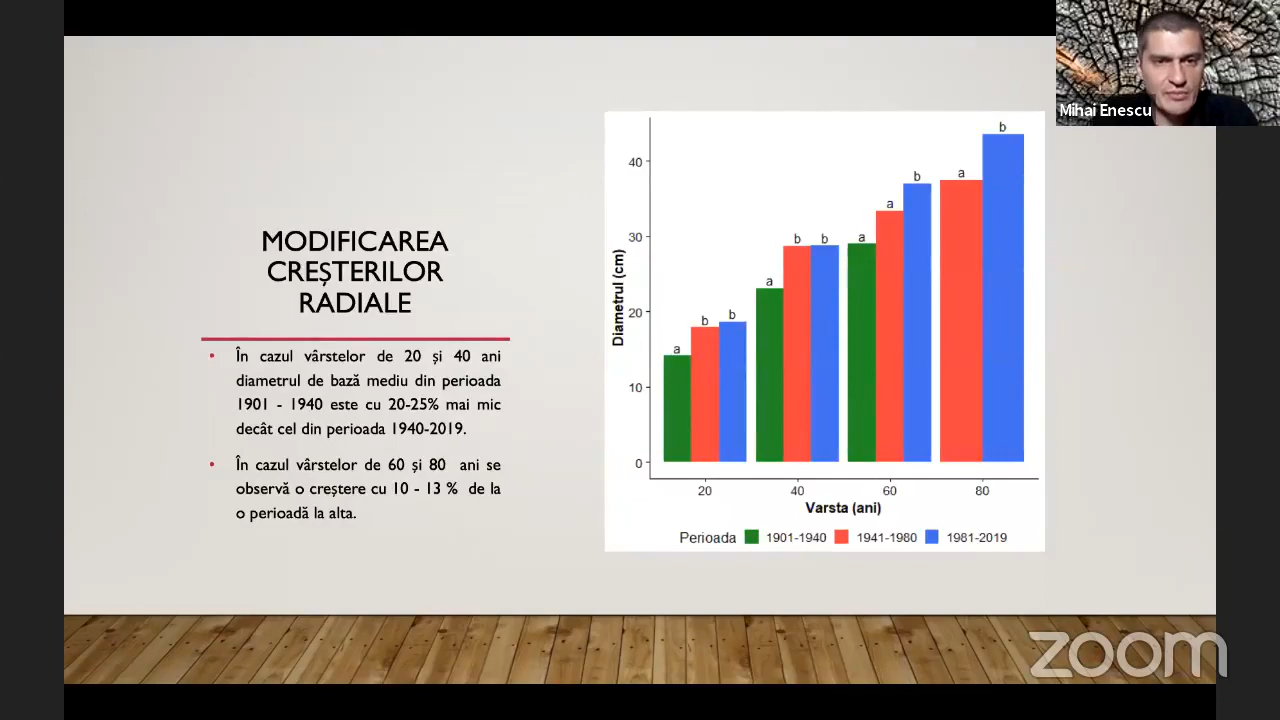 Mihai Enescu
MODIFICAREA
CREȘTERILOR
RADIALE
• În cazul vârstelor de 20 și 40 ani
diametrul de bază mediu din perioada
1901 - 1940 este cu 20-25% mai mic
decât cel din perioada 1940-2019.
• În cazul vârstelor de 60 și 80 ani se
observă o creștere cu 10 - 13 % de la
o perioadă la alta.
Diametrul (cm)
40
30
20
10
0
a b b
a b b
a a b
a b
20 40 60 80
Varsta (ani)
Perioada 1901-1940 1941-1980 1981-2019
zoom